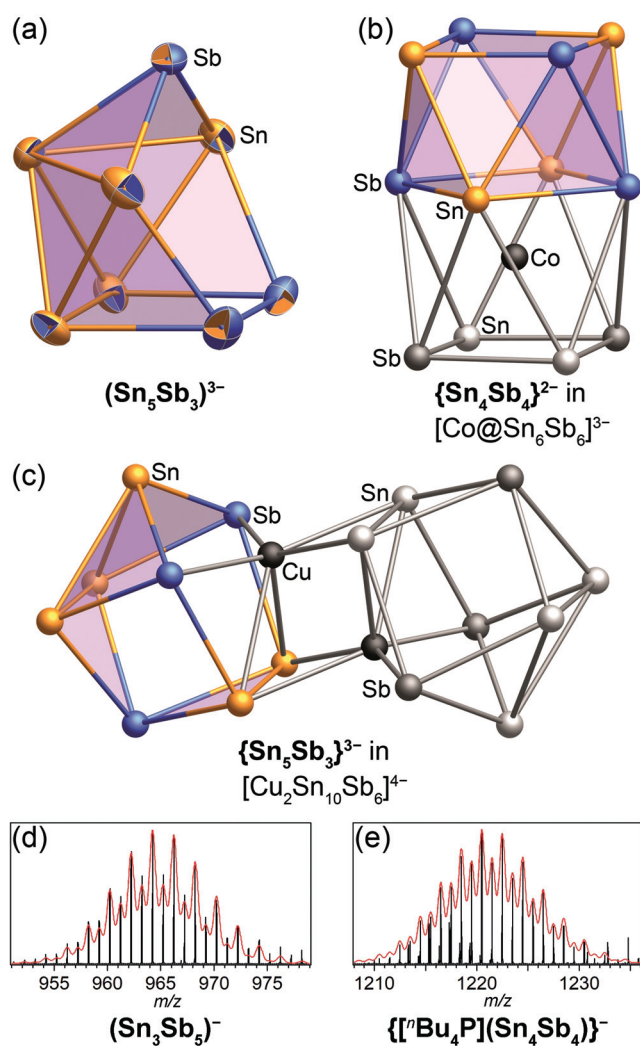 (a)
Sb
Sn
(Sn₅Sb₃)³⁻
(b)
Sb
Sn
Co
Sn
Sb
{Sn₄Sb₄}²⁻ in
[Co@Sn₆Sb₆]³⁻
(c)
Sn
Sb
Cu
Sn
Sb
{Sn₅Sb₃}³⁻ in
[Cu₂Sn₁₀Sb₆]⁴⁻
(d)
955 960 965 970 975
m/z
(Sn₃Sb₅)⁻
(e)
1210 1220 1230
m/z
{[ⁿBu₄P](Sn₄Sb₄)}⁻